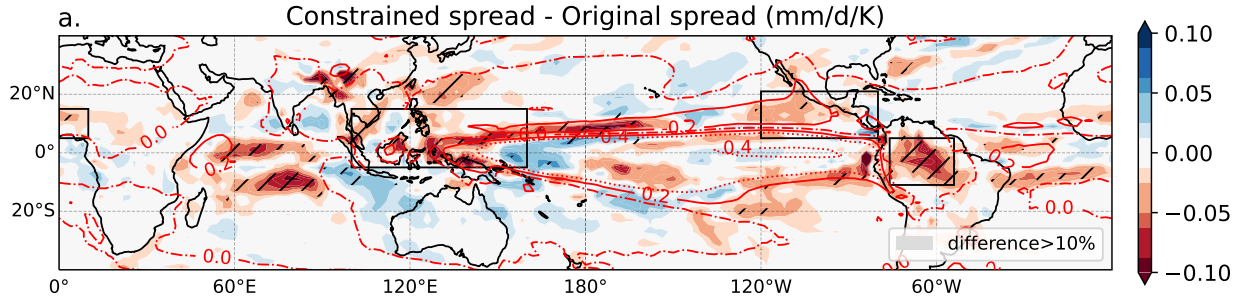 a.
Constrained spread - Original spread (mm/d/K)
20°N
0°
20°S
0°
60°E
120°E
180°
120°W
60°W
0.0
0.2
-0.2
0.4
-0.4
0.2
0.0
0.0
difference>10%
0.10
0.05
0.00
−0.05
−0.10